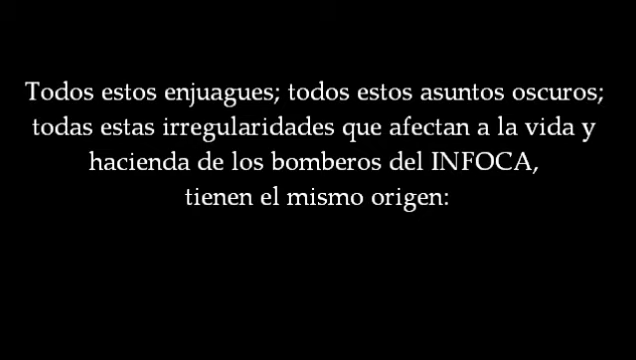 Todos estos enjuagues; todos estos asuntos oscuros;
todas estas irregularidades que afectan a la vida y
hacienda de los bomberos del INFOCA,
tienen el mismo origen: